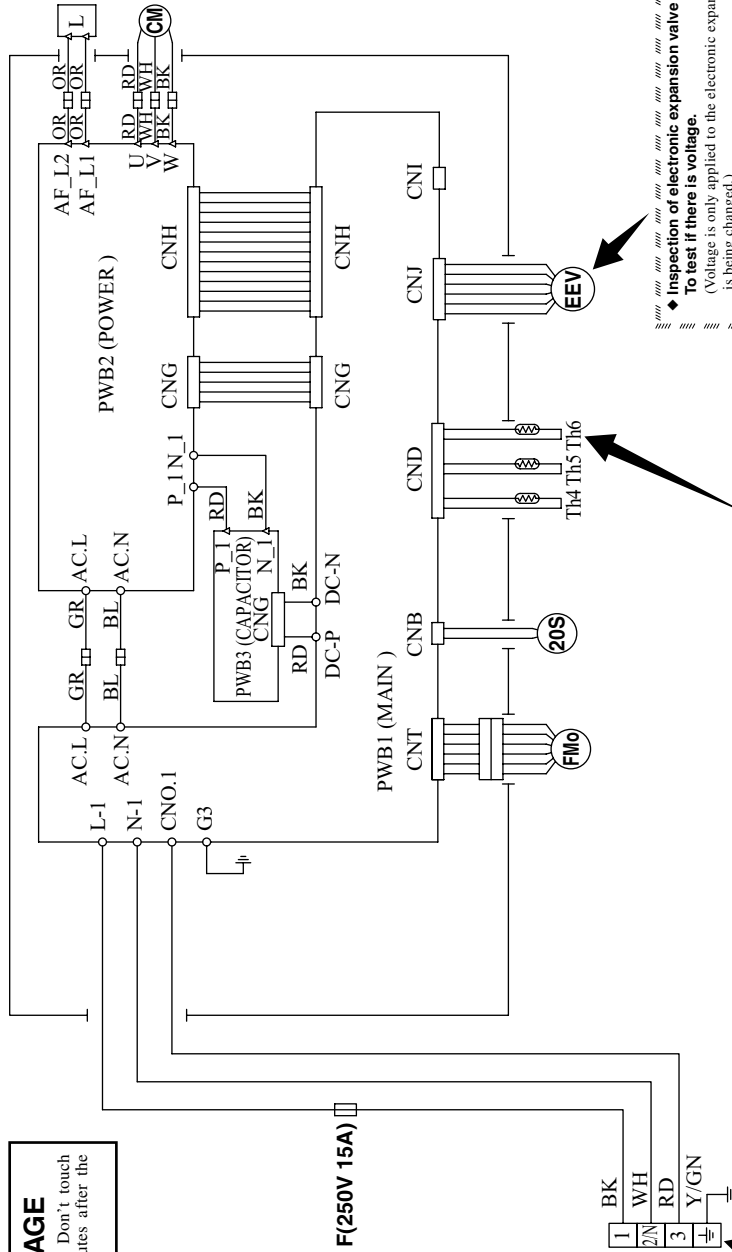 AGE
Don't touch
utes after the
F(250V 15A)
1
2/N
3
BK
WH
RD
Y/GN
L-1
N-1
CNO.1
G3
AC.L
AC.N
GR
BL
GR
BL
AC.L
AC.N
PWB1 (MAIN )
PWB2 (POWER )
PWB3 (CAPACITOR)
CNG
P_1
N_1
RD
BK
P_1
N_1
RD
BK
DC-P
DC-N
CNG
CNG
CNH
CNH
AF_L2
AF_L1
OR
OR
OR
OR
L
U
V
W
RD
WH
BK
RD
WH
BK
CM
CNT
FMo
CNB
20S
CND
Th4 Th5 Th6
CNJ
EEV
CNI
◆ Inspection of electronic expansion valve
To test if there is voltage.
(Voltage is only applied to the electronic expan
is being changed.)